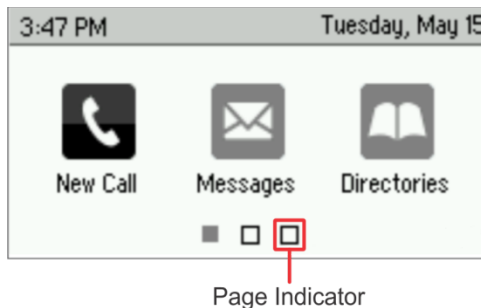 3:47 PM Tuesday, May 15
New Call Messages Directories
Page Indicator